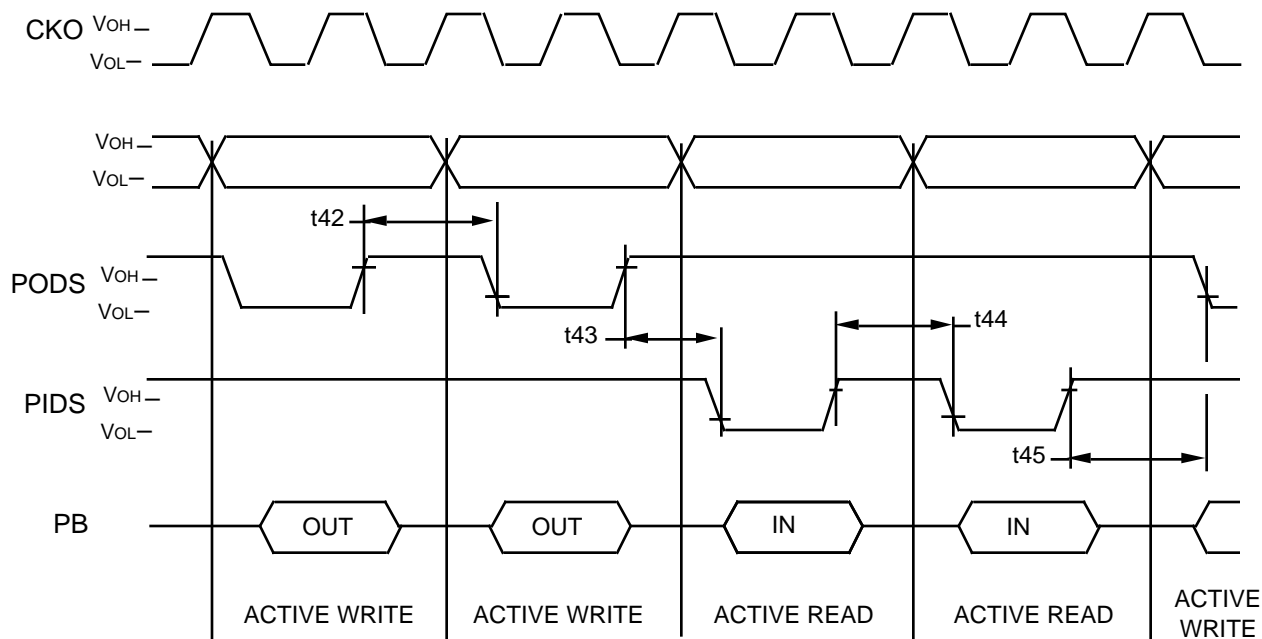 CKO VOH
VOL
VOH
VOL
t42
PODS VOH
VOL
t43
t44
PIDS VOH
VOL
t45
PB OUT OUT IN IN
ACTIVE WRITE ACTIVE WRITE ACTIVE READ ACTIVE READ ACTIVE
WRITE